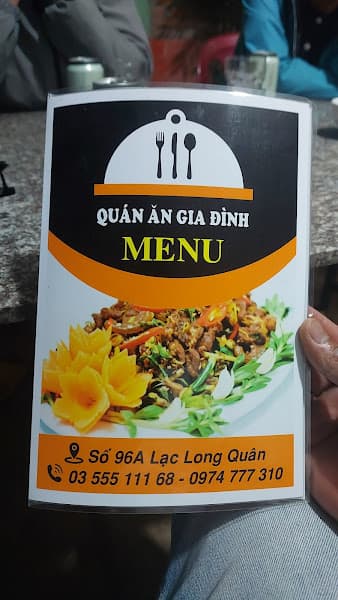 QUÁN ĂN GIA ĐÌNH
MENU
Số 96A Lạc Long Quân
03 555 111 68 - 0974 777 310